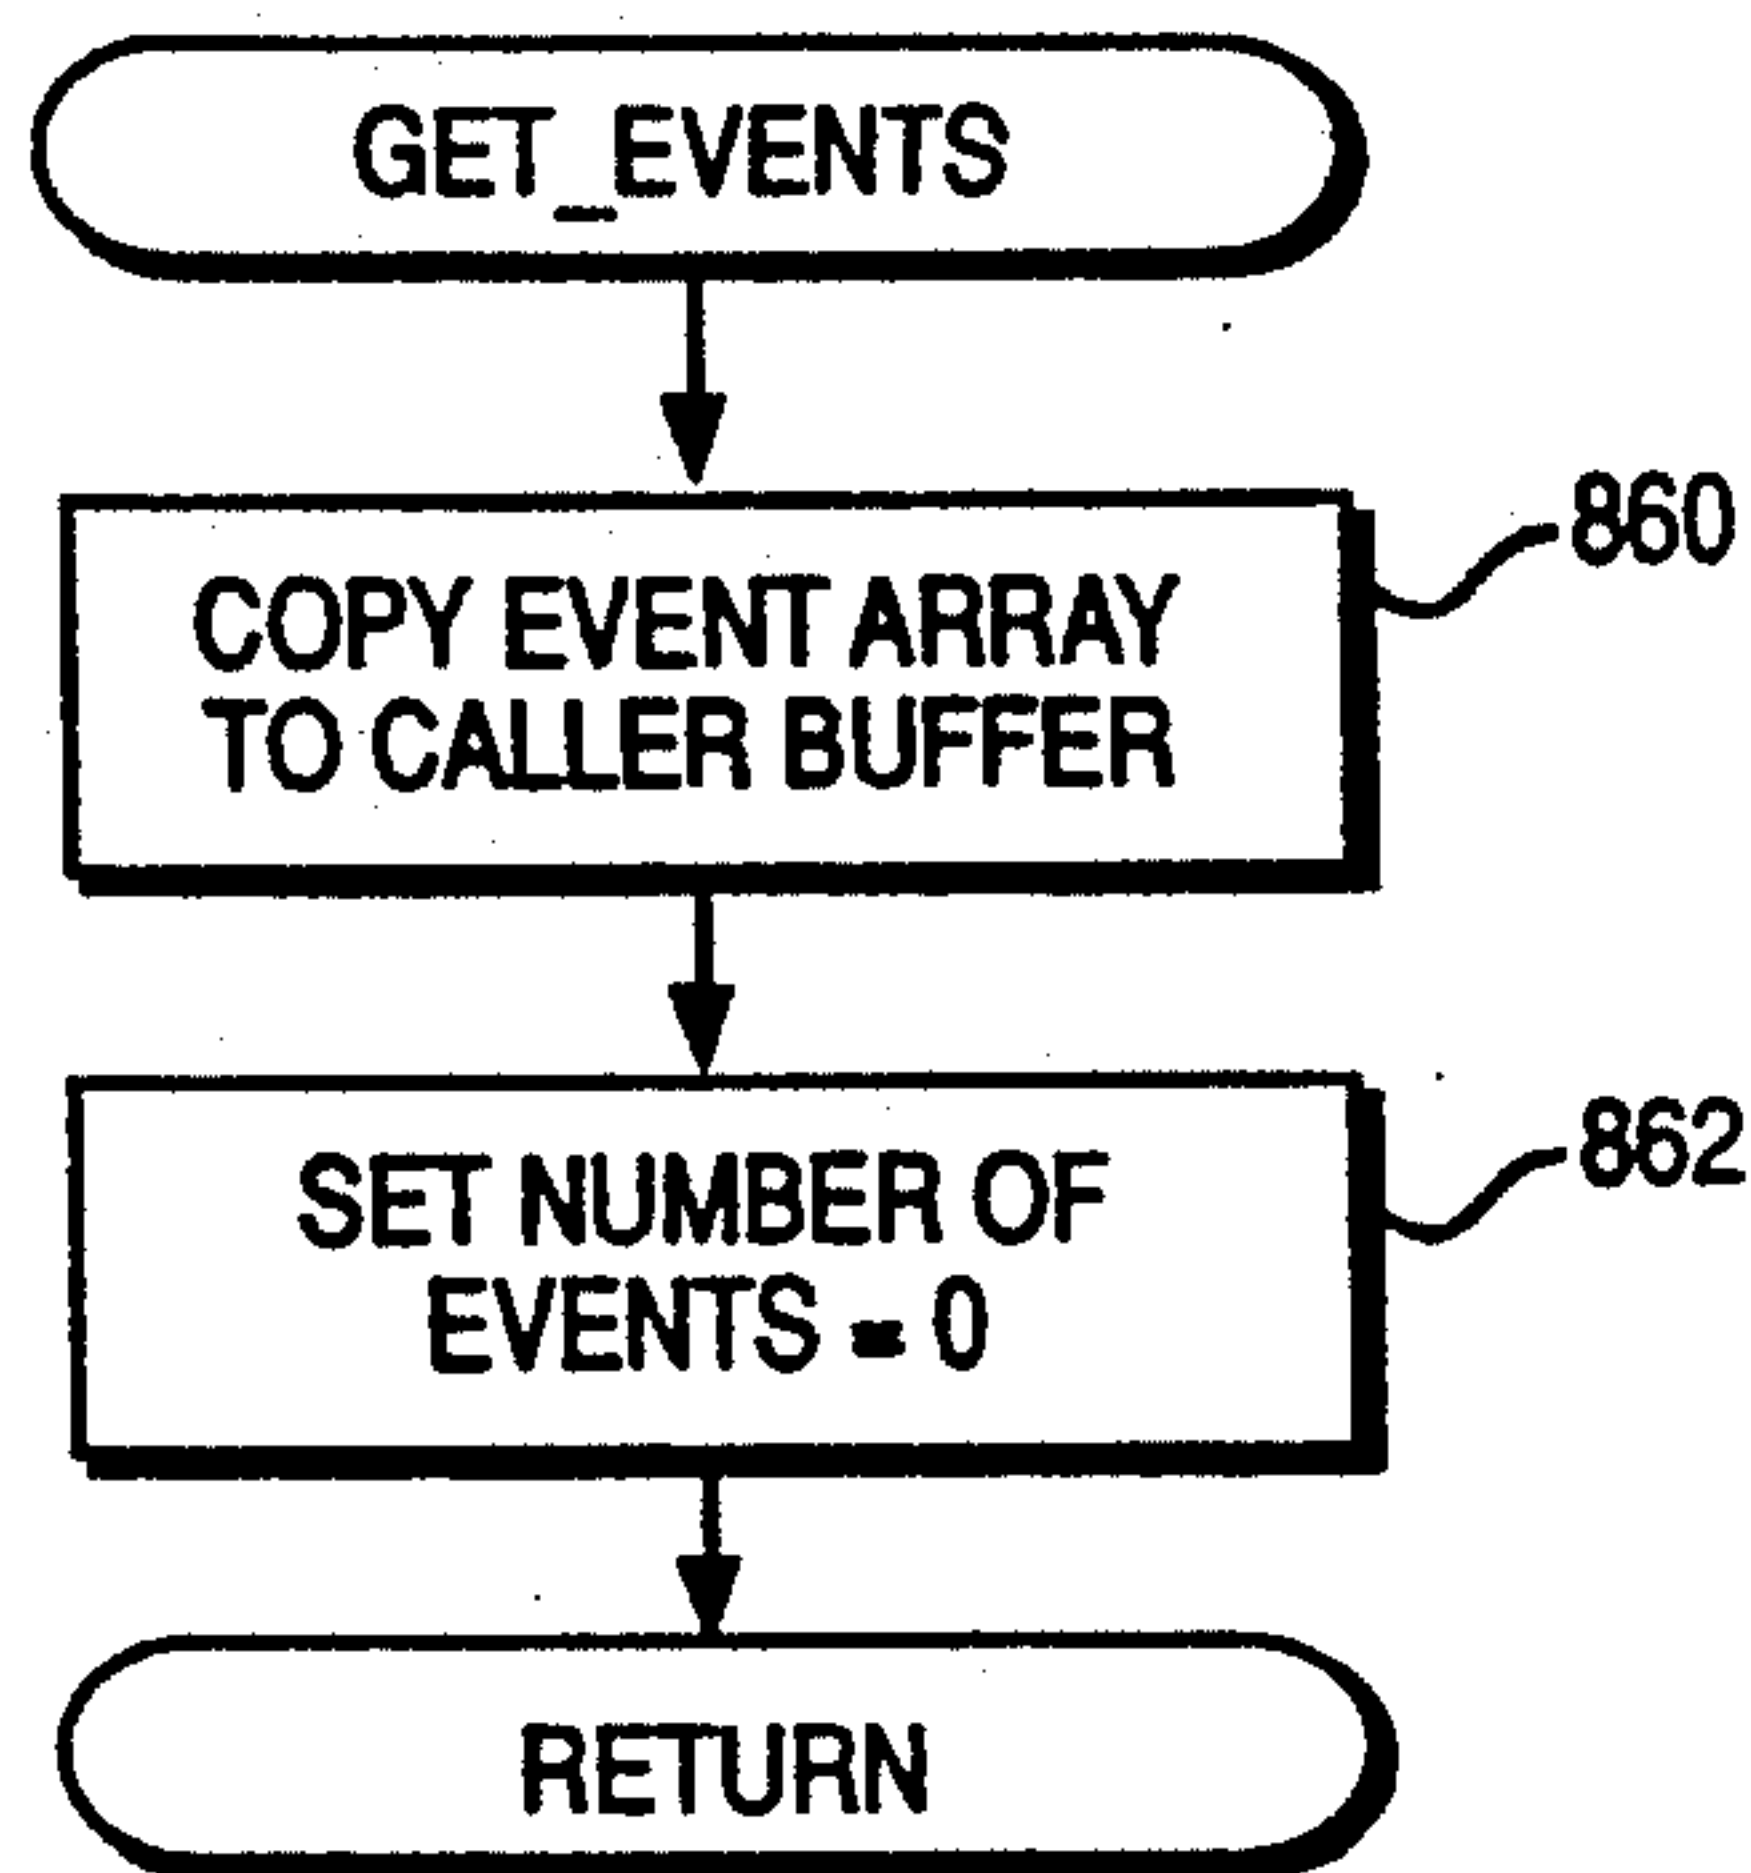 GET_EVENTS
860
COPY EVENT ARRAY
TO CALLER BUFFER
862
SET NUMBER OF
EVENTS = 0
RETURN